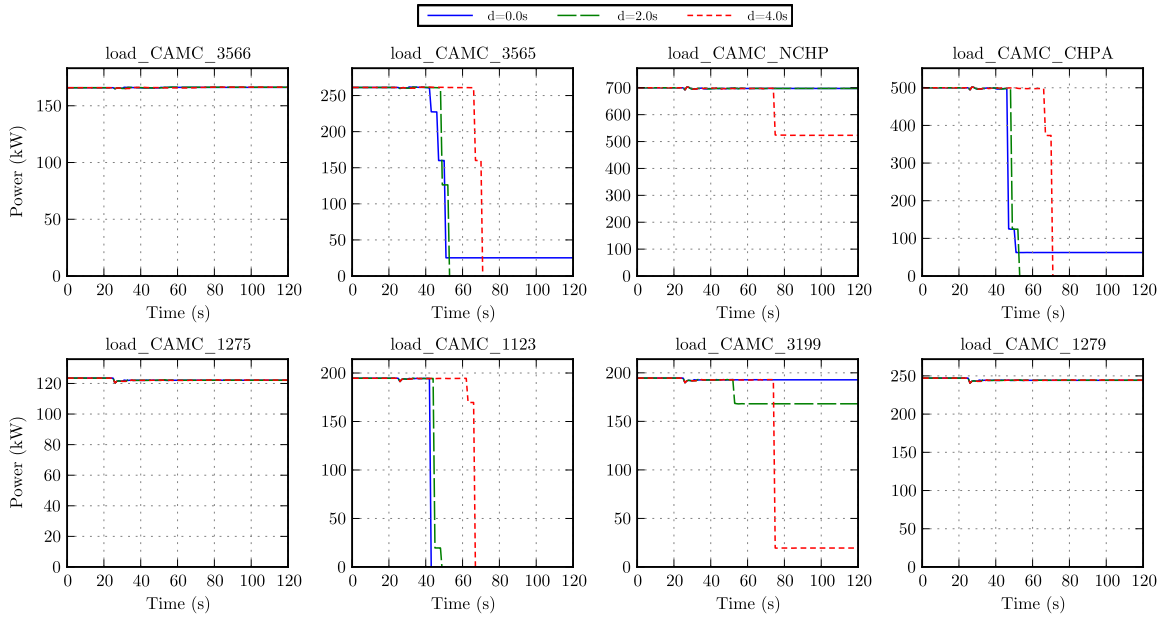 d=0.0s d=2.0s d=4.0s
load_CAMC_3566 load_CAMC_3565 load_CAMC_NCHP load_CAMC_CHPA
Power (kW)
150
100
50
0
0 20 40 60 80 100 120
Time (s)
250
200
150
100
50
0
0 20 40 60 80 100 120
Time (s)
700
600
500
400
300
200
100
0
0 20 40 60 80 100 120
Time (s)
500
400
300
200
100
0
0 20 40 60 80 100 120
Time (s)
load_CAMC_1275 load_CAMC_1123 load_CAMC_3199 load_CAMC_1279
Power (kW)
120
100
80
60
40
20
0
0 20 40 60 80 100 120
Time (s)
200
150
100
50
0
0 20 40 60 80 100 120
Time (s)
200
150
100
50
0
0 20 40 60 80 100 120
Time (s)
250
200
150
100
50
0
0 20 40 60 80 100 120
Time (s)